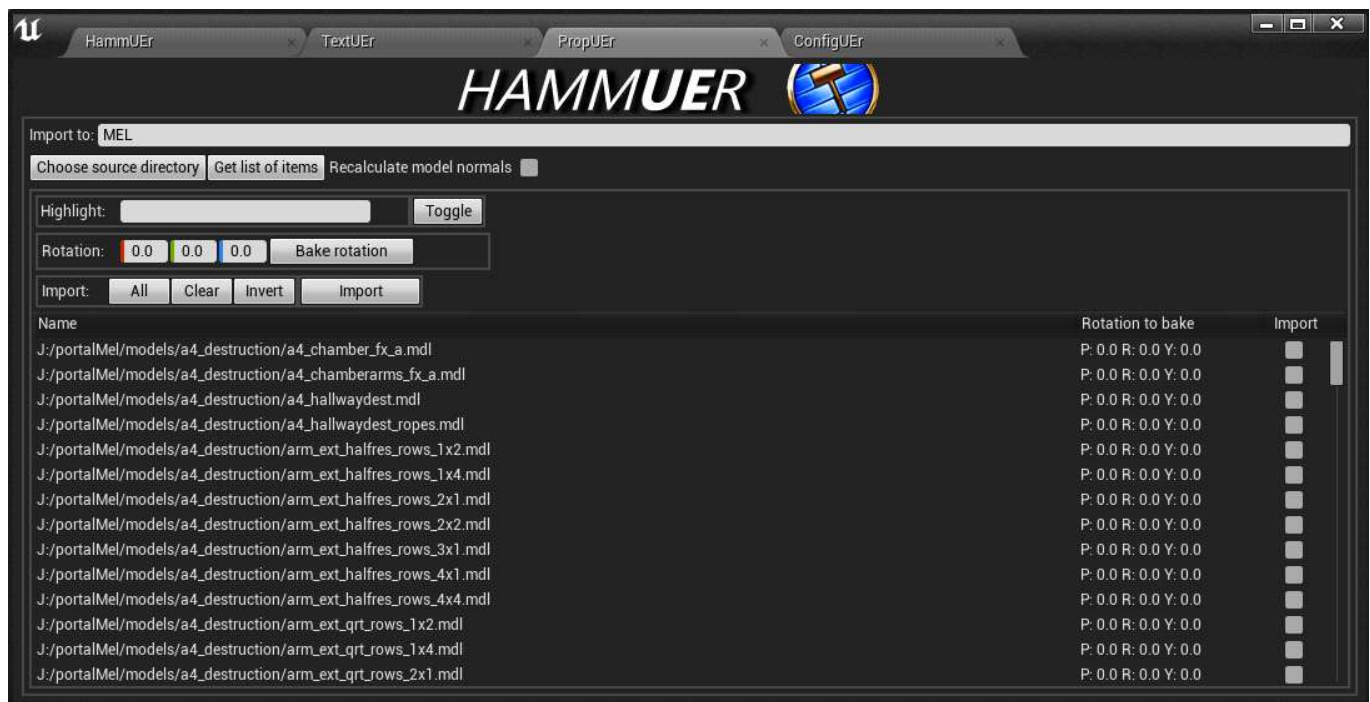 HammUEr TextUEr PropUEr ConfigUEr
HAMMUER
Import to: MEL
Choose source directory Get list of items Recalculate model normals
Highlight: Toggle
Rotation: 0.0 0.0 0.0 Bake rotation
Import: All Clear Invert Import
Name Rotation to bake Import
J:/portalMel/models/a4_destruction/a4_chamber_fx_a.mdl P: 0.0 R: 0.0 Y: 0.0
J:/portalMel/models/a4_destruction/a4_chamberarms_fx_a.mdl P: 0.0 R: 0.0 Y: 0.0
J:/portalMel/models/a4_destruction/a4_hallwaydest.mdl P: 0.0 R: 0.0 Y: 0.0
J:/portalMel/models/a4_destruction/a4_hallwaydest_ropes.mdl P: 0.0 R: 0.0 Y: 0.0
J:/portalMel/models/a4_destruction/arm_ext_halfres_rows_1x2.mdl P: 0.0 R: 0.0 Y: 0.0
J:/portalMel/models/a4_destruction/arm_ext_halfres_rows_1x4.mdl P: 0.0 R: 0.0 Y: 0.0
J:/portalMel/models/a4_destruction/arm_ext_halfres_rows_2x1.mdl P: 0.0 R: 0.0 Y: 0.0
J:/portalMel/models/a4_destruction/arm_ext_halfres_rows_2x2.mdl P: 0.0 R: 0.0 Y: 0.0
J:/portalMel/models/a4_destruction/arm_ext_halfres_rows_3x1.mdl P: 0.0 R: 0.0 Y: 0.0
J:/portalMel/models/a4_destruction/arm_ext_halfres_rows_4x1.mdl P: 0.0 R: 0.0 Y: 0.0
J:/portalMel/models/a4_destruction/arm_ext_halfres_rows_4x4.mdl P: 0.0 R: 0.0 Y: 0.0
J:/portalMel/models/a4_destruction/arm_ext_qrt_rows_1x2.mdl P: 0.0 R: 0.0 Y: 0.0
J:/portalMel/models/a4_destruction/arm_ext_qrt_rows_1x4.mdl P: 0.0 R: 0.0 Y: 0.0
J:/portalMel/models/a4_destruction/arm_ext_qrt_rows_2x1.mdl P: 0.0 R: 0.0 Y: 0.0